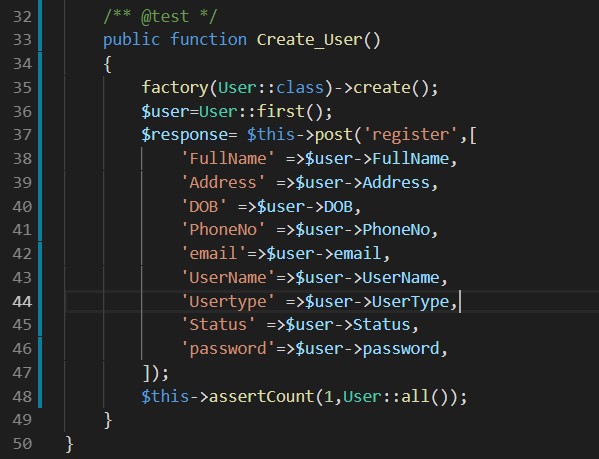 32 /** @test */
33 public function Create_User()
34 {
35 factory(User::class)->create();
36 $user=User::first();
37 $response= $this->post('register',[
38 'FullName' =>$user->FullName,
39 'Address' =>$user->Address,
40 'DOB' =>$user->DOB,
41 'PhoneNo' =>$user->PhoneNo,
42 'email'=>$user->email,
43 'UserName'=>$user->UserName,
44 'Usertype' =>$user->UserType,
45 'Status' =>$user->Status,
46 'password'=>$user->password,
47 ]);
48 $this->assertCount(1,User::all());
49 }
50 }